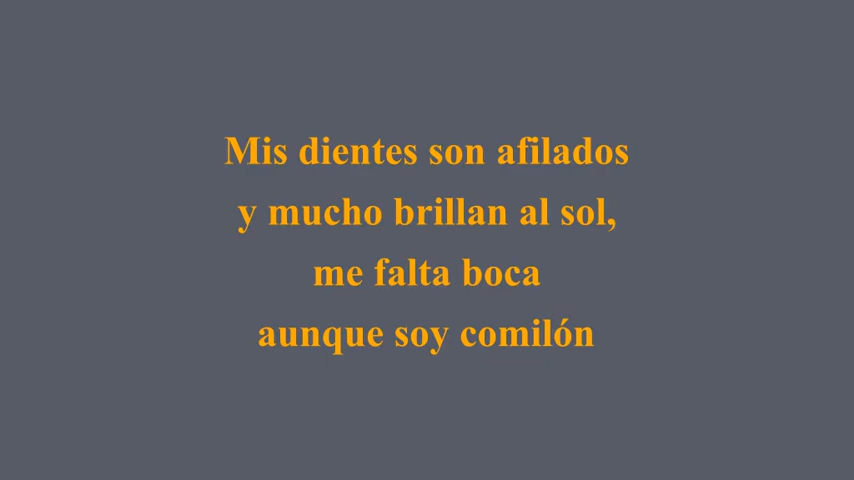 Mis dientes son afilados
y mucho brillan al sol,
me falta boca
aunque soy comilón